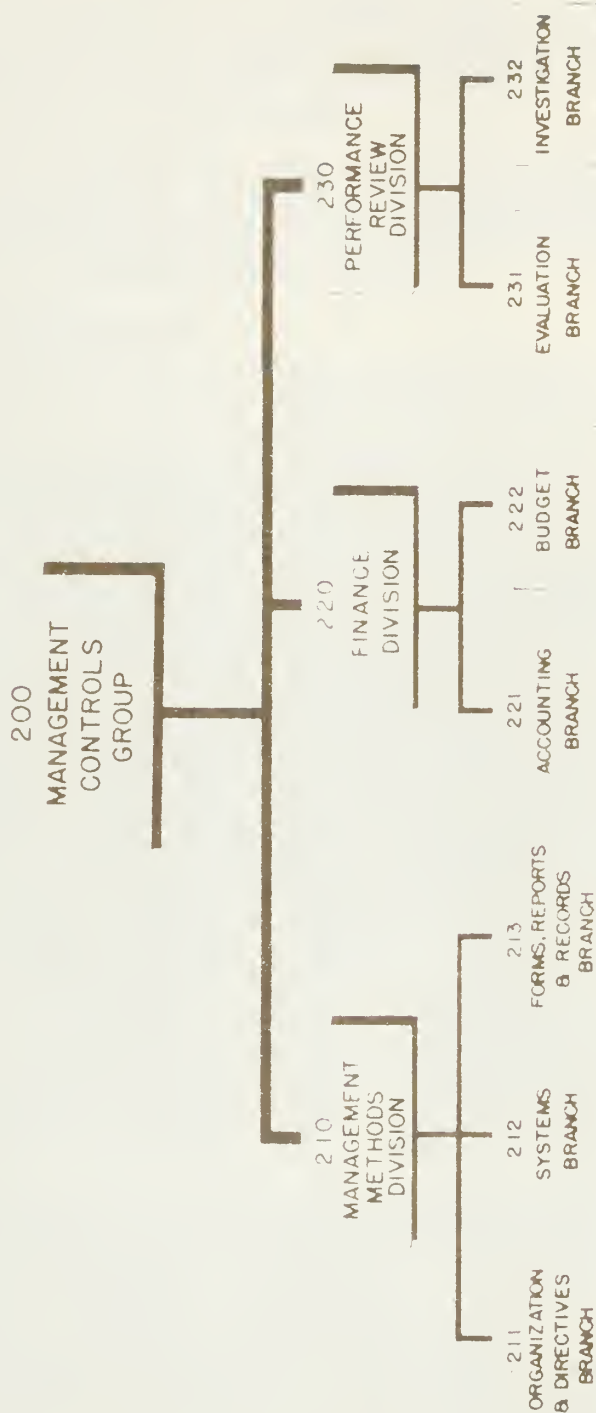 200
MANAGEMENT
CONTROLS
GROUP
210
MANAGEMENT
METHODS
DIVISION
220
FINANCE
DIVISION
230
PERFORMANCE
REVIEW
DIVISION
211
ORGANIZATION
& DIRECTIVES
BRANCH
212
SYSTEMS
BRANCH
213
FORMS, REPORTS
& RECORDS
BRANCH
221
ACCOUNTING
BRANCH
222
BUDGET
BRANCH
231
EVALUATION
BRANCH
232
INVESTIGATION
BRANCH